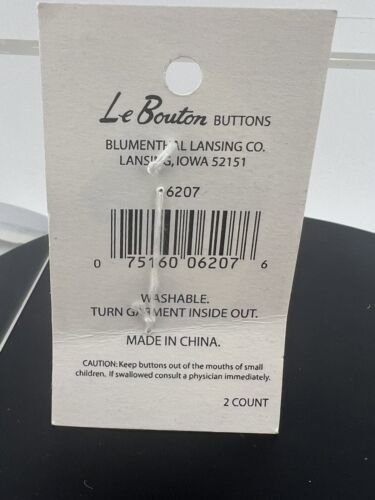 Le Bouton BUTTONS
BLUMENTHAL LANSING CO.
LANSING, IOWA 52151
6207
0 75160 06207 6
WASHABLE.
TURN GARMENT INSIDE OUT.
MADE IN CHINA.
CAUTION: Keep buttons out of the mouths of small
children. If swallowed consult a physician immediately.
2 COUNT